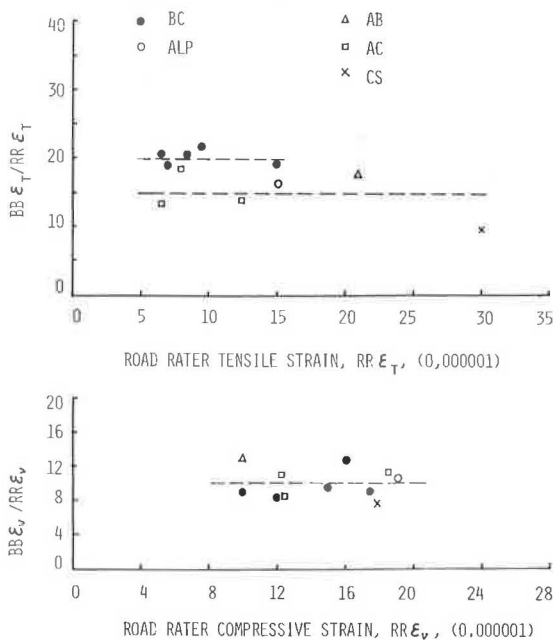 40
30
20
10
0
BB ε_T/RR ε_T
● BC
○ ALP
△ AB
□ AC
× CS
0 5 10 15 20 25 30 35
ROAD RATER TENSILE STRAIN, RR ε_T, (0,000001)
20
16
12
8
4
0
BB ε_v/RR ε_v
0 4 8 12 16 20 24 28
ROAD RATER COMPRESSIVE STRAIN, RR ε_v, (0.000001)